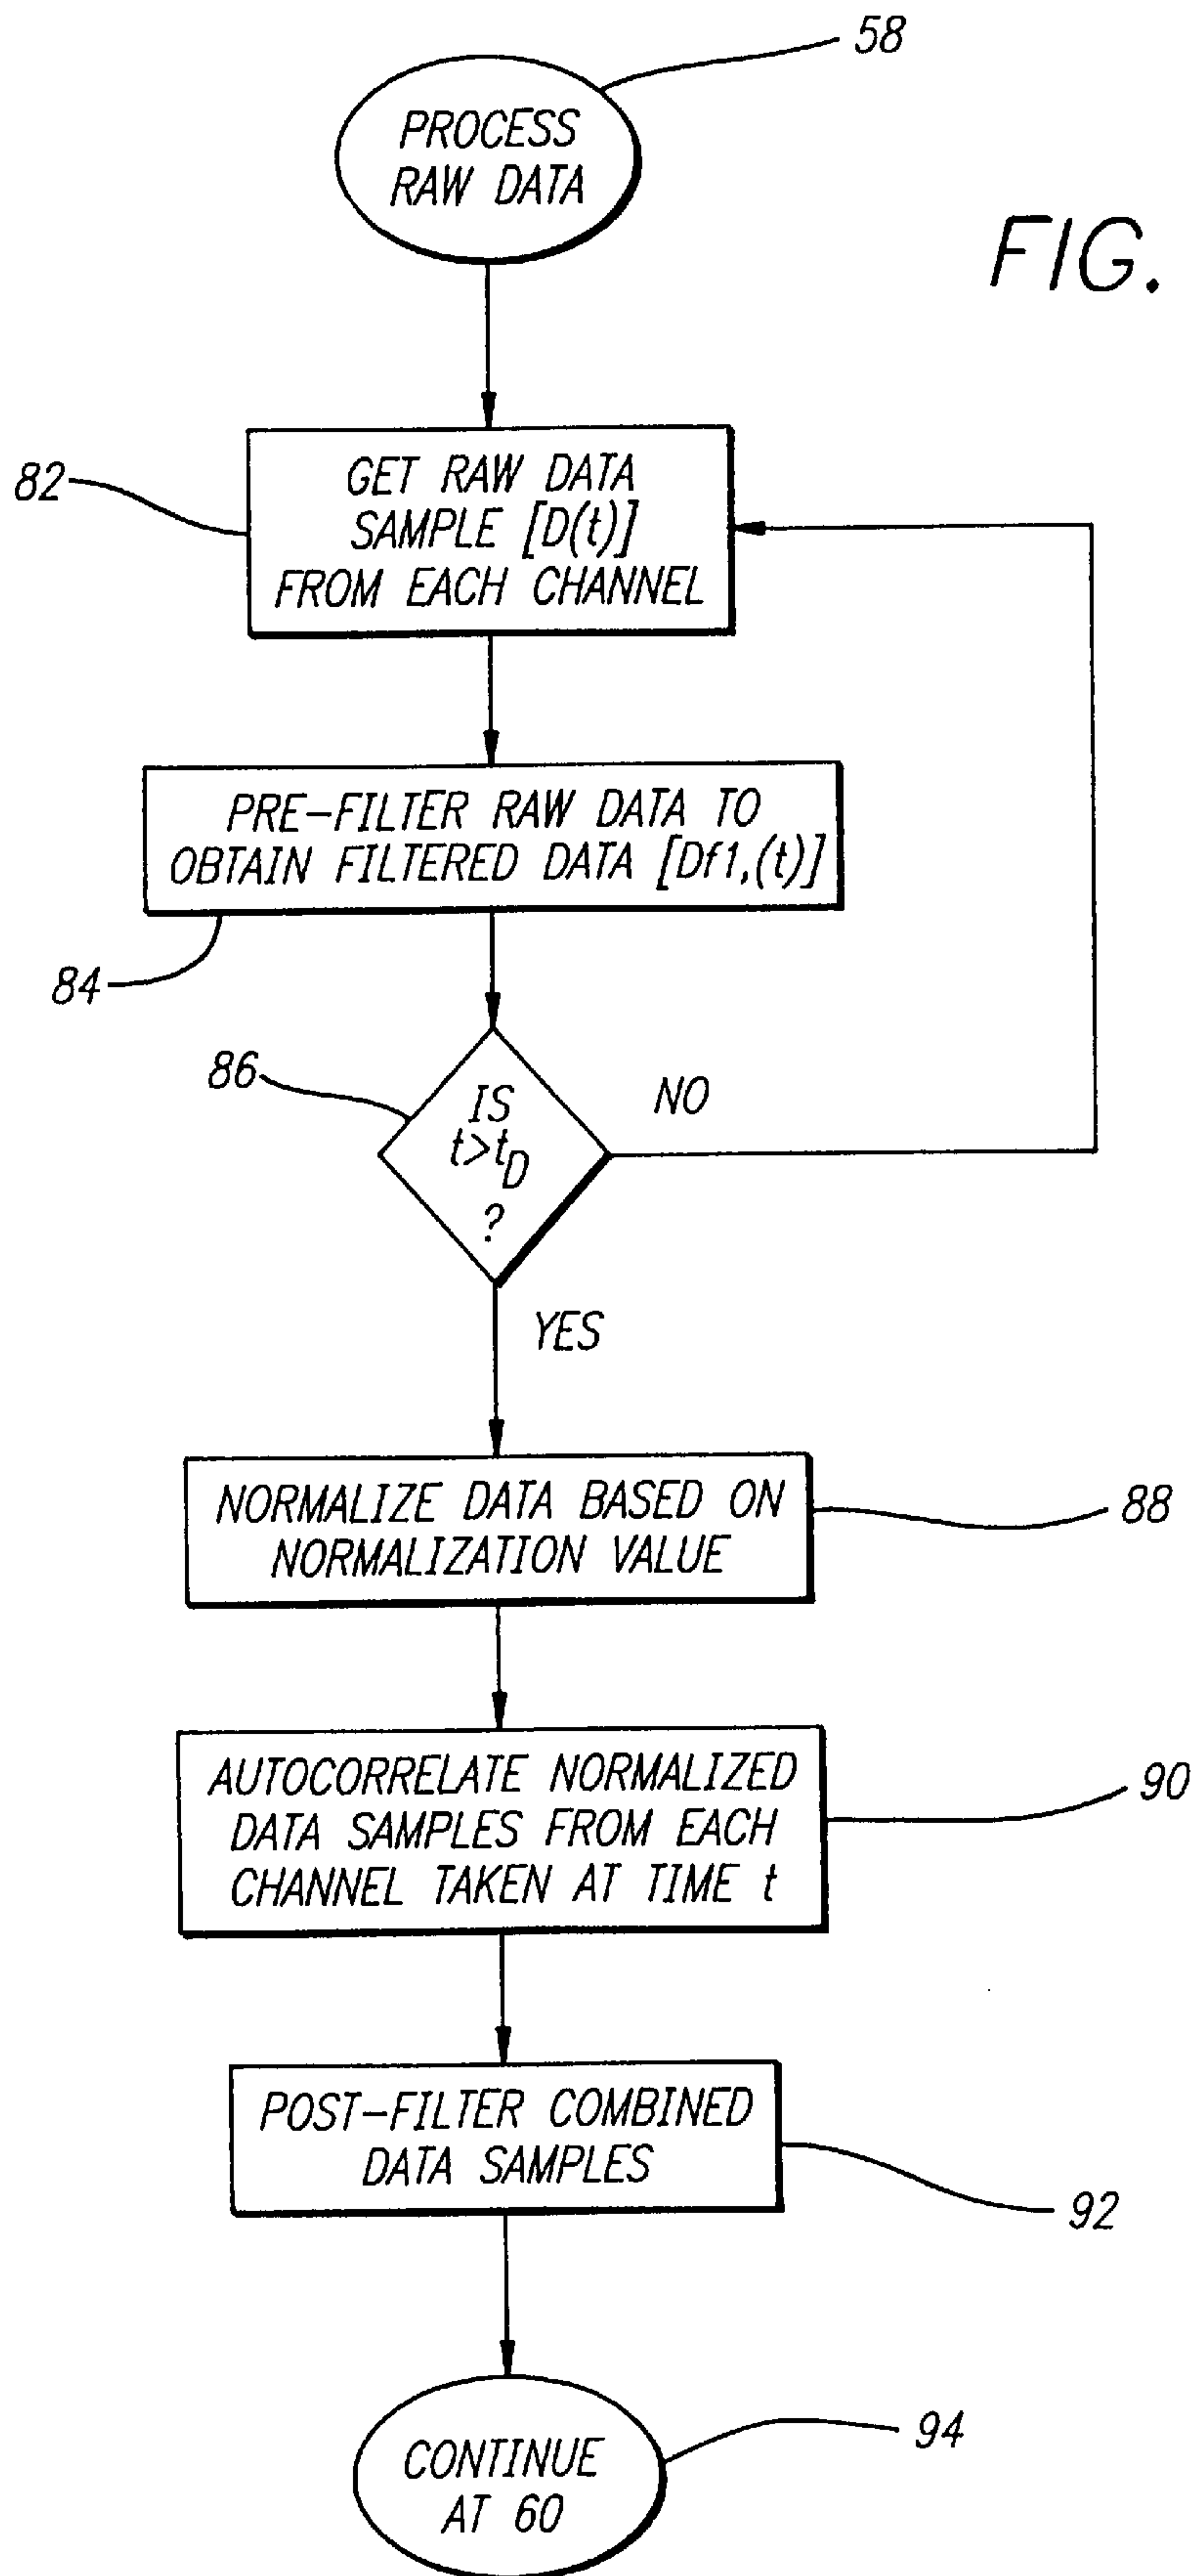 58
PROCESS
RAW DATA
FIG.
82
GET RAW DATA
SAMPLE [D(t)]
FROM EACH CHANNEL
PRE-FILTER RAW DATA TO
OBTAIN FILTERED DATA [Df1,(t)]
84
86
IS
t>tD
?
NO
YES
NORMALIZE DATA BASED ON
NORMALIZATION VALUE
88
AUTOCORRELATE NORMALIZED
DATA SAMPLES FROM EACH
CHANNEL TAKEN AT TIME t
90
POST-FILTER COMBINED
DATA SAMPLES
92
CONTINUE
AT 60
94